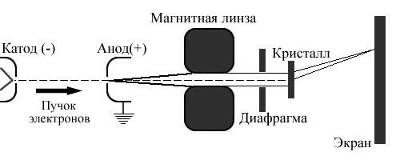 Магнитная линза
Катод (-)
Анод(+)
Кристалл
Пучок
электронов
Диафрагма
Экран